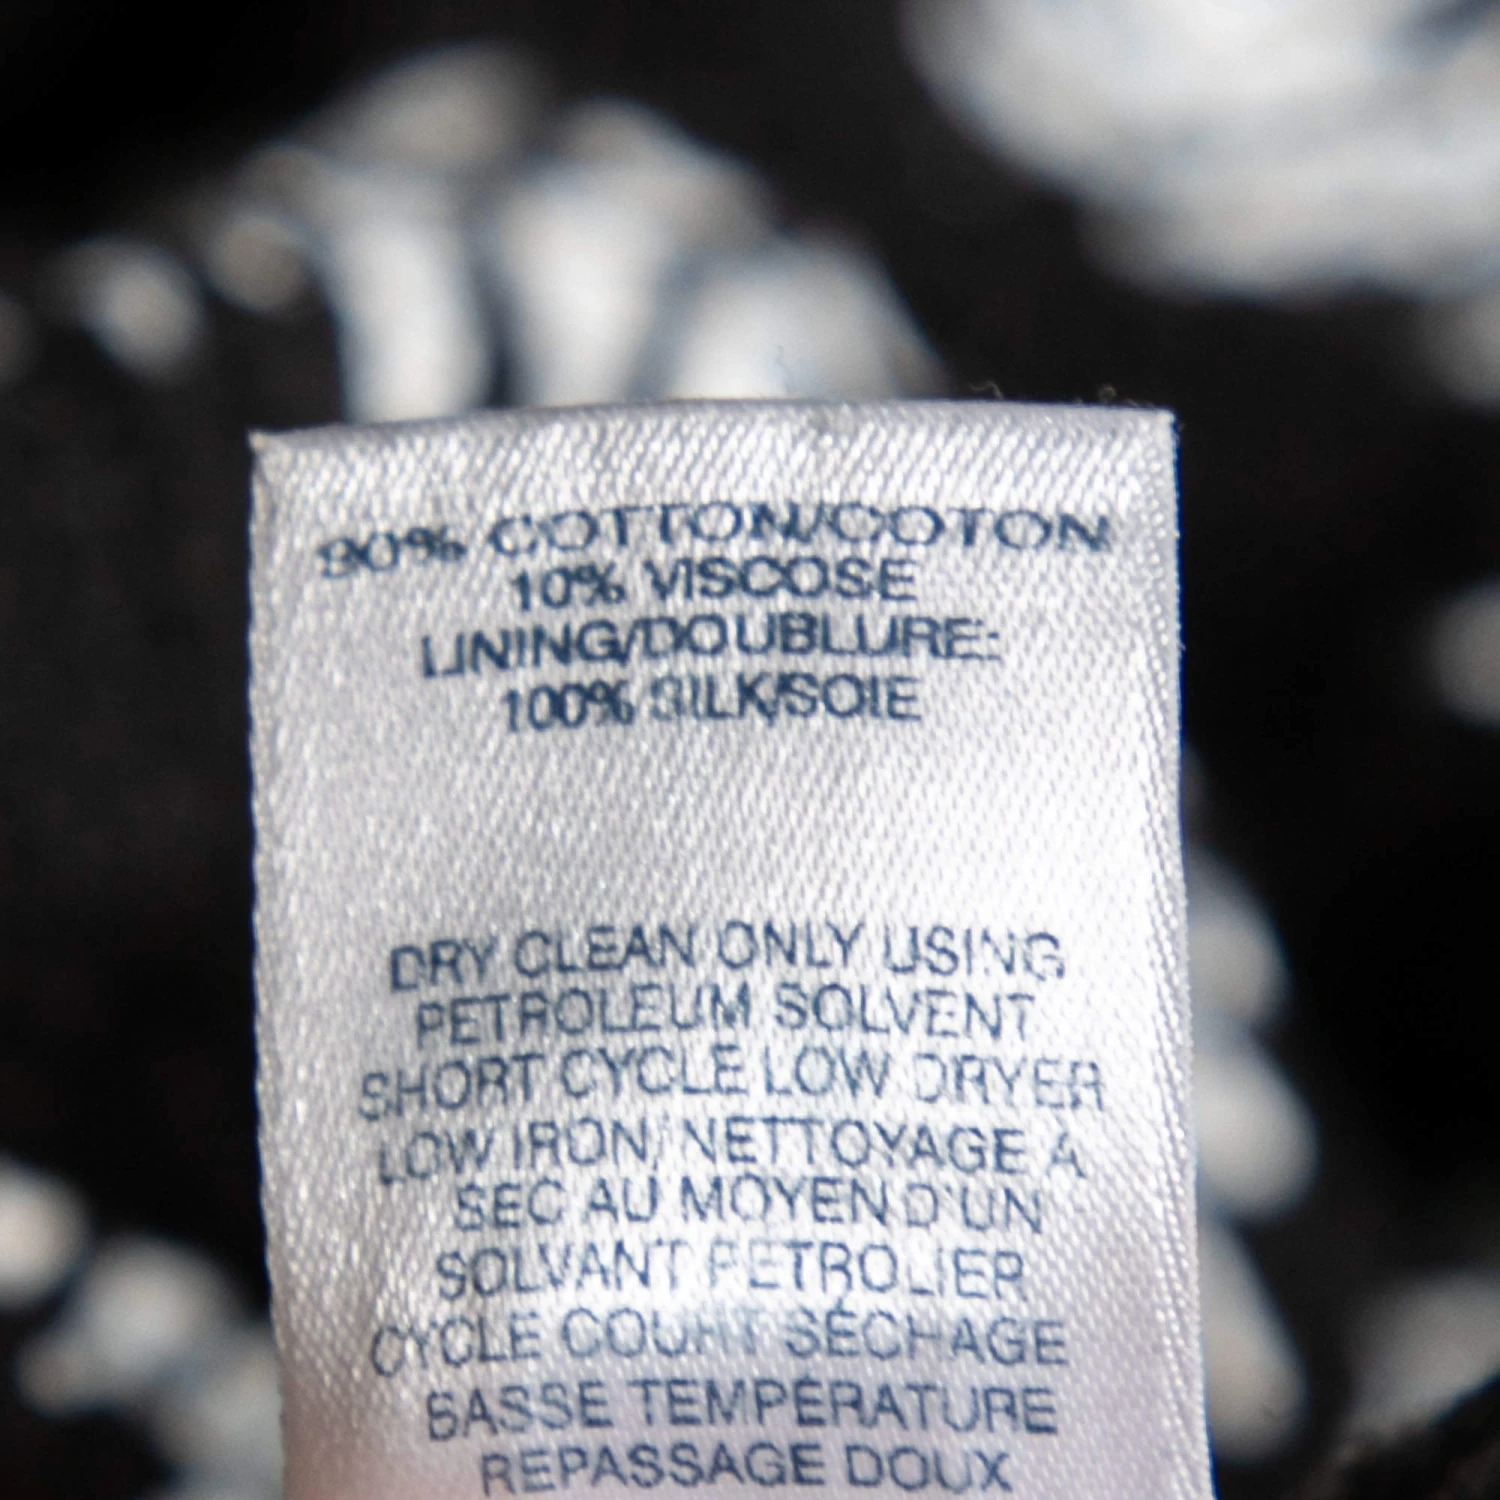 90% COTTON/COTON
10% VISCOSE
LINING/DOUBLURE:
100% SILK/SOIE
DRY CLEAN ONLY USING
PETROLEUM SOLVENT
SHORT CYCLE LOW DRYER
LOW IRON/ NETTOYAGE À
SEC AU MOYEN D'UN
SOLVANT PETROLIER
CYCLE COURT SÉCHAGE
BASSE TEMPÉRATURE
REPASSAGE DOUX